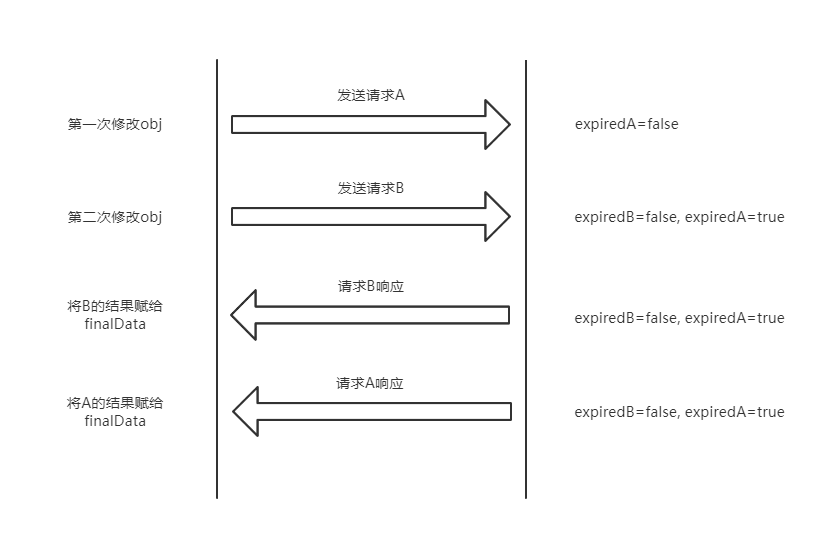 发送请求A
第一次修改obj
expiredA=false
发送请求B
第二次修改obj
expiredB=false, expiredA=true
请求B响应
将B的结果赋给
finalData
expiredB=false, expiredA=true
请求A响应
将A的结果赋给
finalData
expiredB=false, expiredA=true